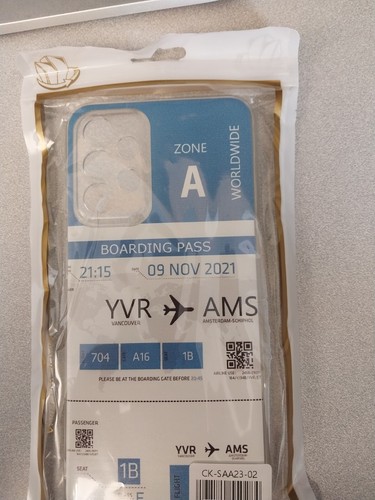 ZONE
A
WORLDWIDE
BOARDING PASS
21:15
09 NOV 2021
YVR AMS
VANCOUVER AMSTERDAM-SCHIPHOL
704 A16 1B
PLEASE BE AT THE BOARDING GATE BEFORE
PASSENGER
YVR AMS
SEAT
1B
FLIGHT
CK-SAA23-02